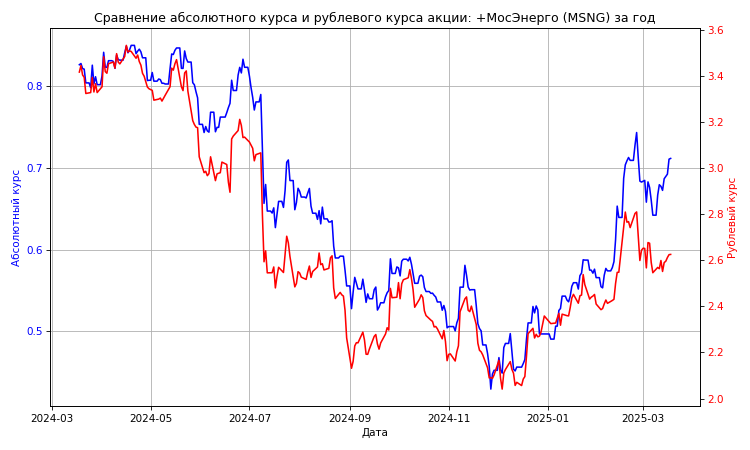 Сравнение абсолютного курса и рублевого курса акции: +МосЭнерго (MSNG) за год
Абсолютный курс
0.8
0.7
0.6
0.5
3.6
3.4
3.2
3.0
2.8
2.6
2.4
2.2
2.0
Рублевый курс
2024-03 2024-05 2024-07 2024-09 2024-11 2025-01 2025-03
Дата